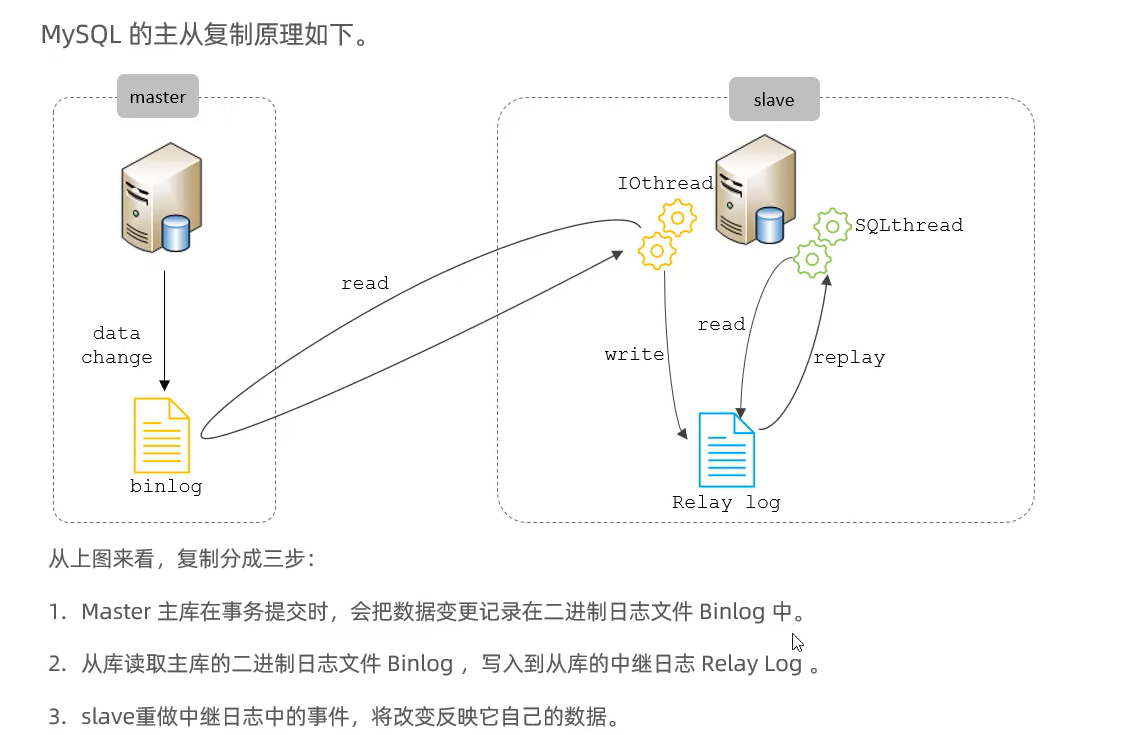 MySQL 的主从复制原理如下。
master
slave
IOthread
SQLthread
read
data
change
read
write
replay
binlog
Relay log
从上图来看，复制分成三步：
1. Master 主库在事务提交时，会把数据变更记录在二进制日志文件 Binlog 中。
2. 从库读取主库的二进制日志文件 Binlog ，写入到从库的中继日志 Relay Log 。
3. slave重做中继日志中的事件，将改变反映它自己的数据。